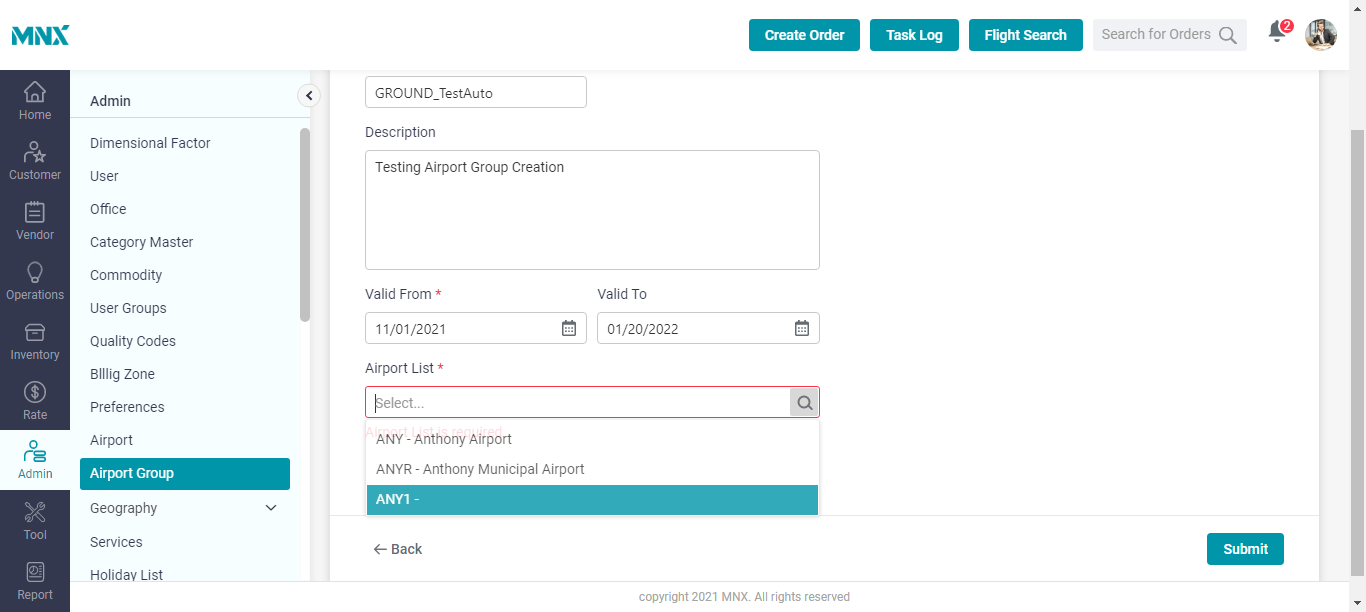 MNX
Create Order
Task Log
Flight Search
Search for Orders
2
Home
Customer
Vendor
Operations
Inventory
Rate
Admin
Tool
Report
Admin
Dimensional Factor
User
Office
Category Master
Commodity
User Groups
Quality Codes
Blllig Zone
Preferences
Airport
Airport Group
Geography
Services
Holiday List
GROUND_TestAuto
Description
Testing Airport Group Creation
Valid From *
Valid To
11/01/2021
01/20/2022
Airport List *
Select...
Airport List is required
ANY - Anthony Airport
ANYR - Anthony Municipal Airport
ANY1 -
Back
Submit
copyright 2021 MNX. All rights reserved